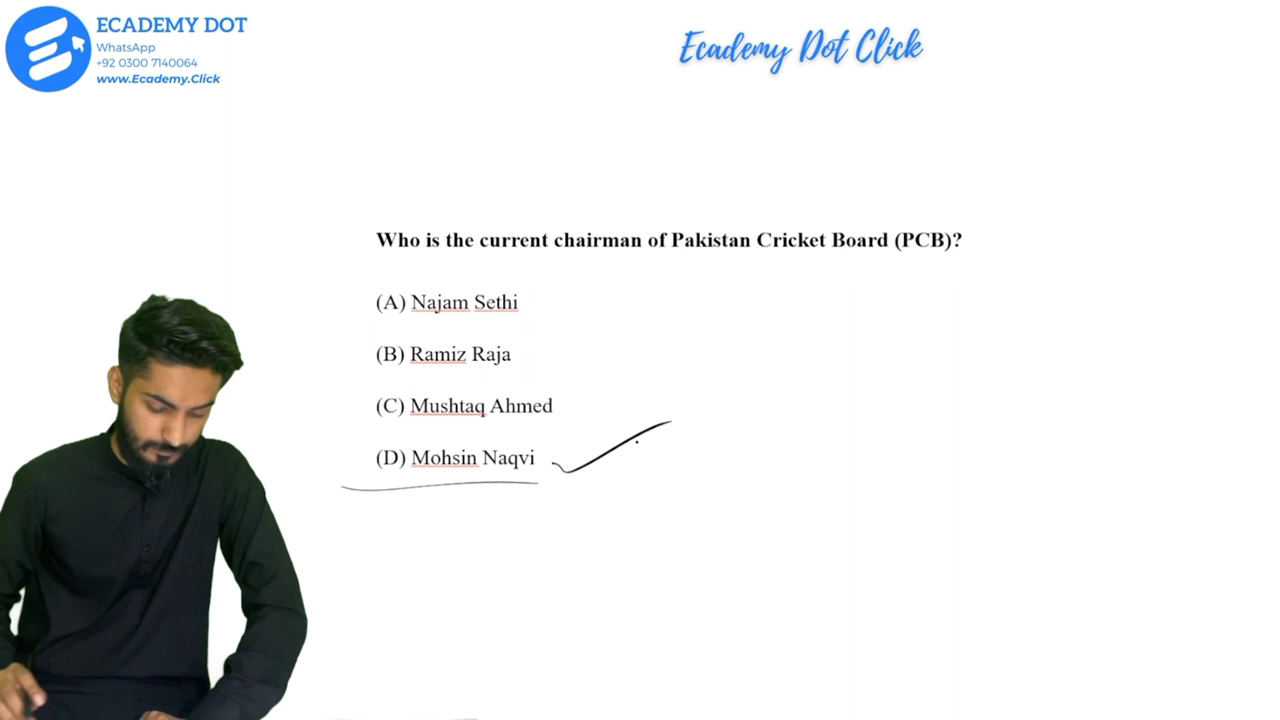 ECADEMY DOT
WhatsApp
+92 0300 7140064
www.Ecademy.Click
Ecademy Dot Click
Who is the current chairman of Pakistan Cricket Board (PCB)?
(A) Najam Sethi
(B) Ramiz Raja
(C) Mushtaq Ahmed
(D) Mohsin Naqvi